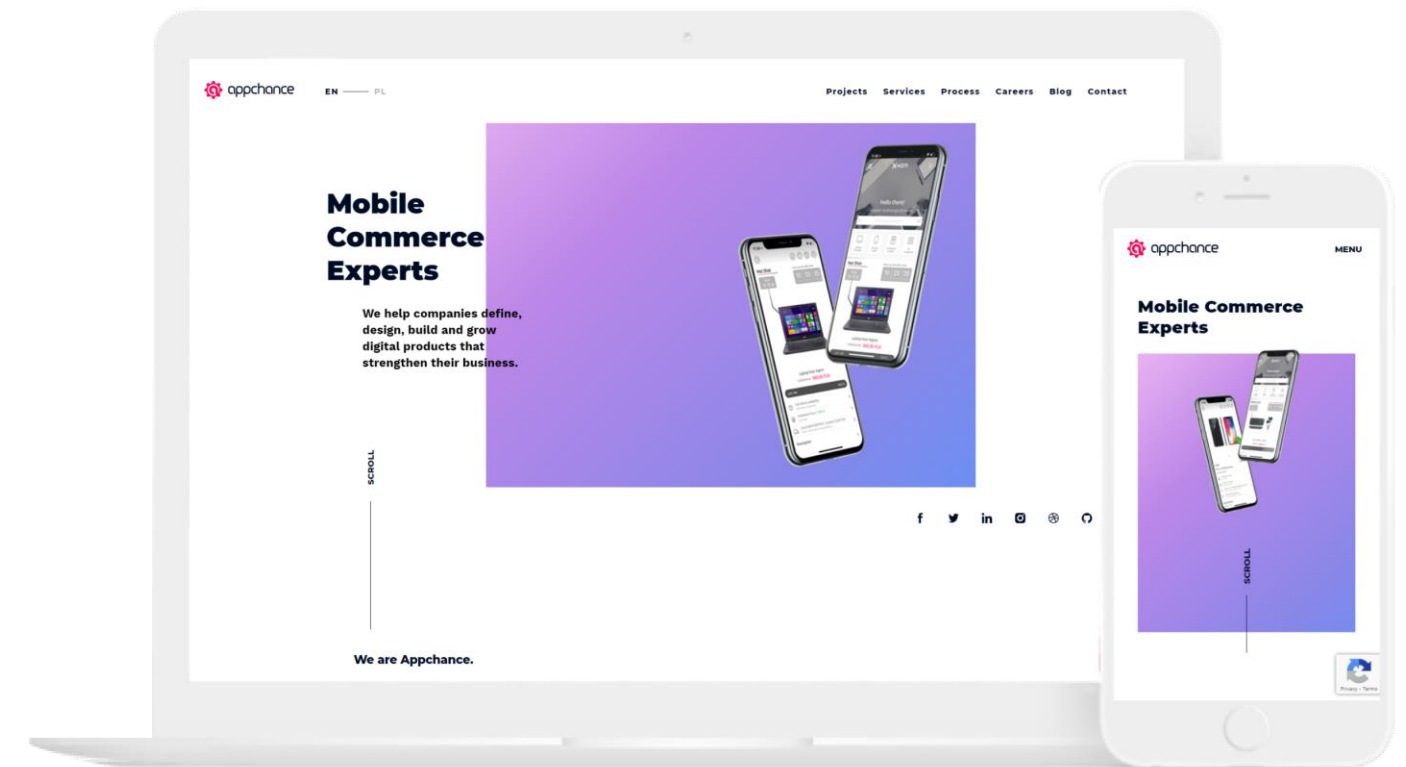 appchance
EN PL
Projects Services Process Careers Blog Contact
Mobile
Commerce
Experts
We help companies define,
design, build and grow
digital products that
strengthen their business.
SCROLL
We are Appchance.
Hello there!
appchance
MENU
Mobile Commerce
Experts
SCROLL
Privacy - Terms